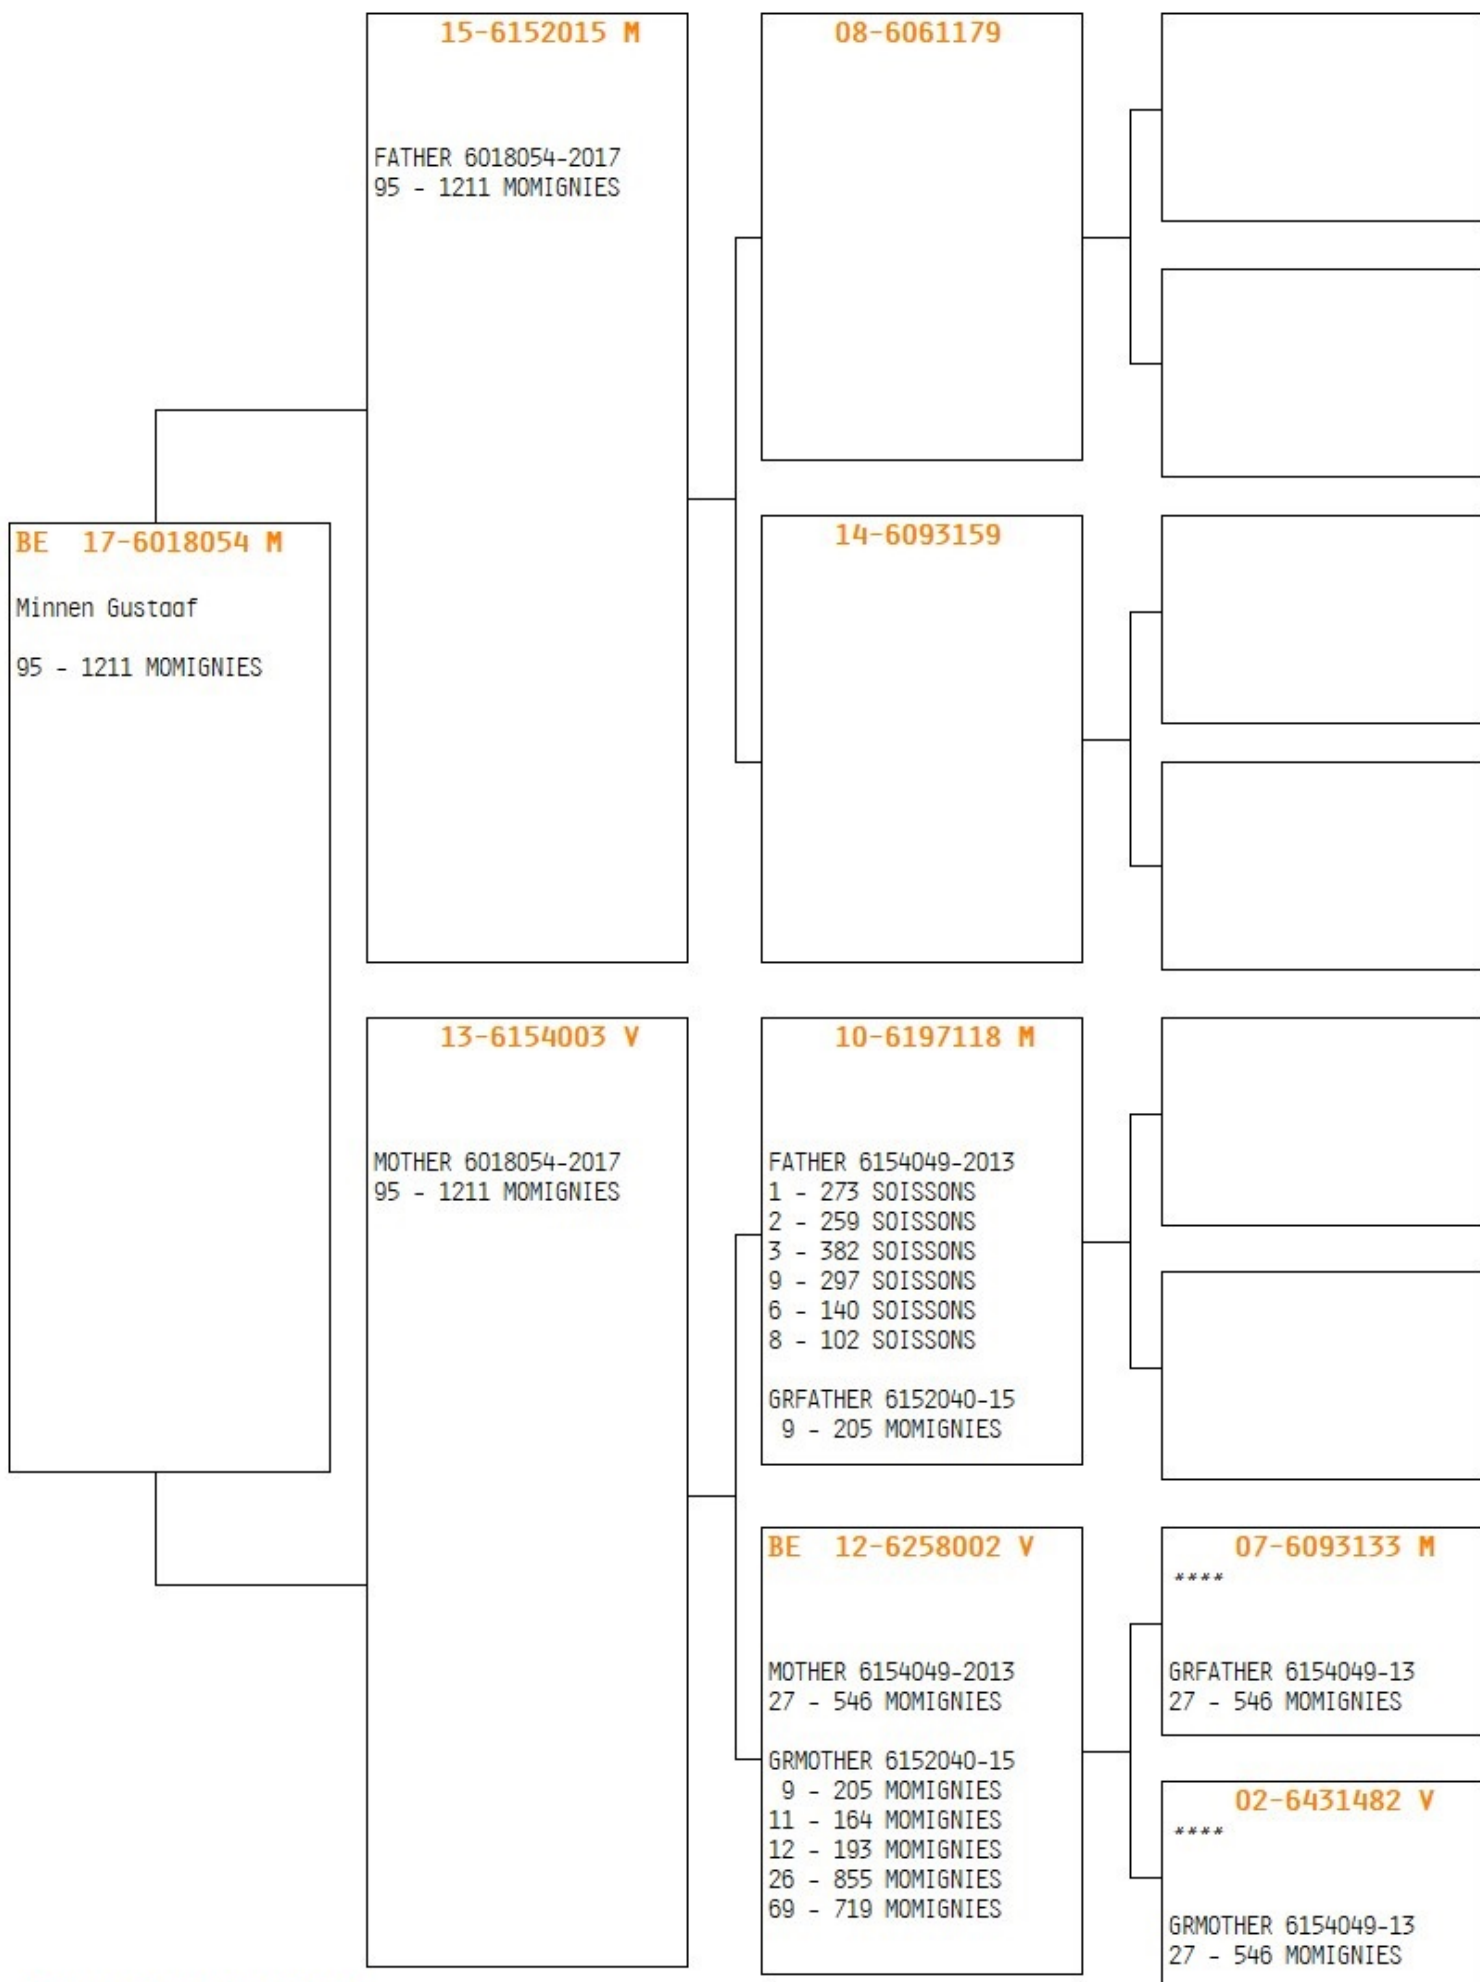 15-6152015 M
FATHER 6018054-2017
95 - 1211 MOMIGNIES
08-6061179
BE 17-6018054 M
Minnen Gustaaf
95 - 1211 MOMIGNIES
14-6093159
13-6154003 V
MOTHER 6018054-2017
95 - 1211 MOMIGNIES
10-6197118 M
FATHER 6154049-2013
1 - 273 SOISSONS
2 - 259 SOISSONS
3 - 382 SOISSONS
9 - 297 SOISSONS
6 - 140 SOISSONS
8 - 102 SOISSONS
GRFATHER 6152040-15
9 - 205 MOMIGNIES
BE 12-6258002 V
MOTHER 6154049-2013
27 - 546 MOMIGNIES
GRMOTHER 6152040-15
9 - 205 MOMIGNIES
11 - 164 MOMIGNIES
12 - 193 MOMIGNIES
26 - 855 MOMIGNIES
69 - 719 MOMIGNIES
07-6093133 M
****
GRFATHER 6154049-13
27 - 546 MOMIGNIES
02-6431482 V
****
GRMOTHER 6154049-13
27 - 546 MOMIGNIES